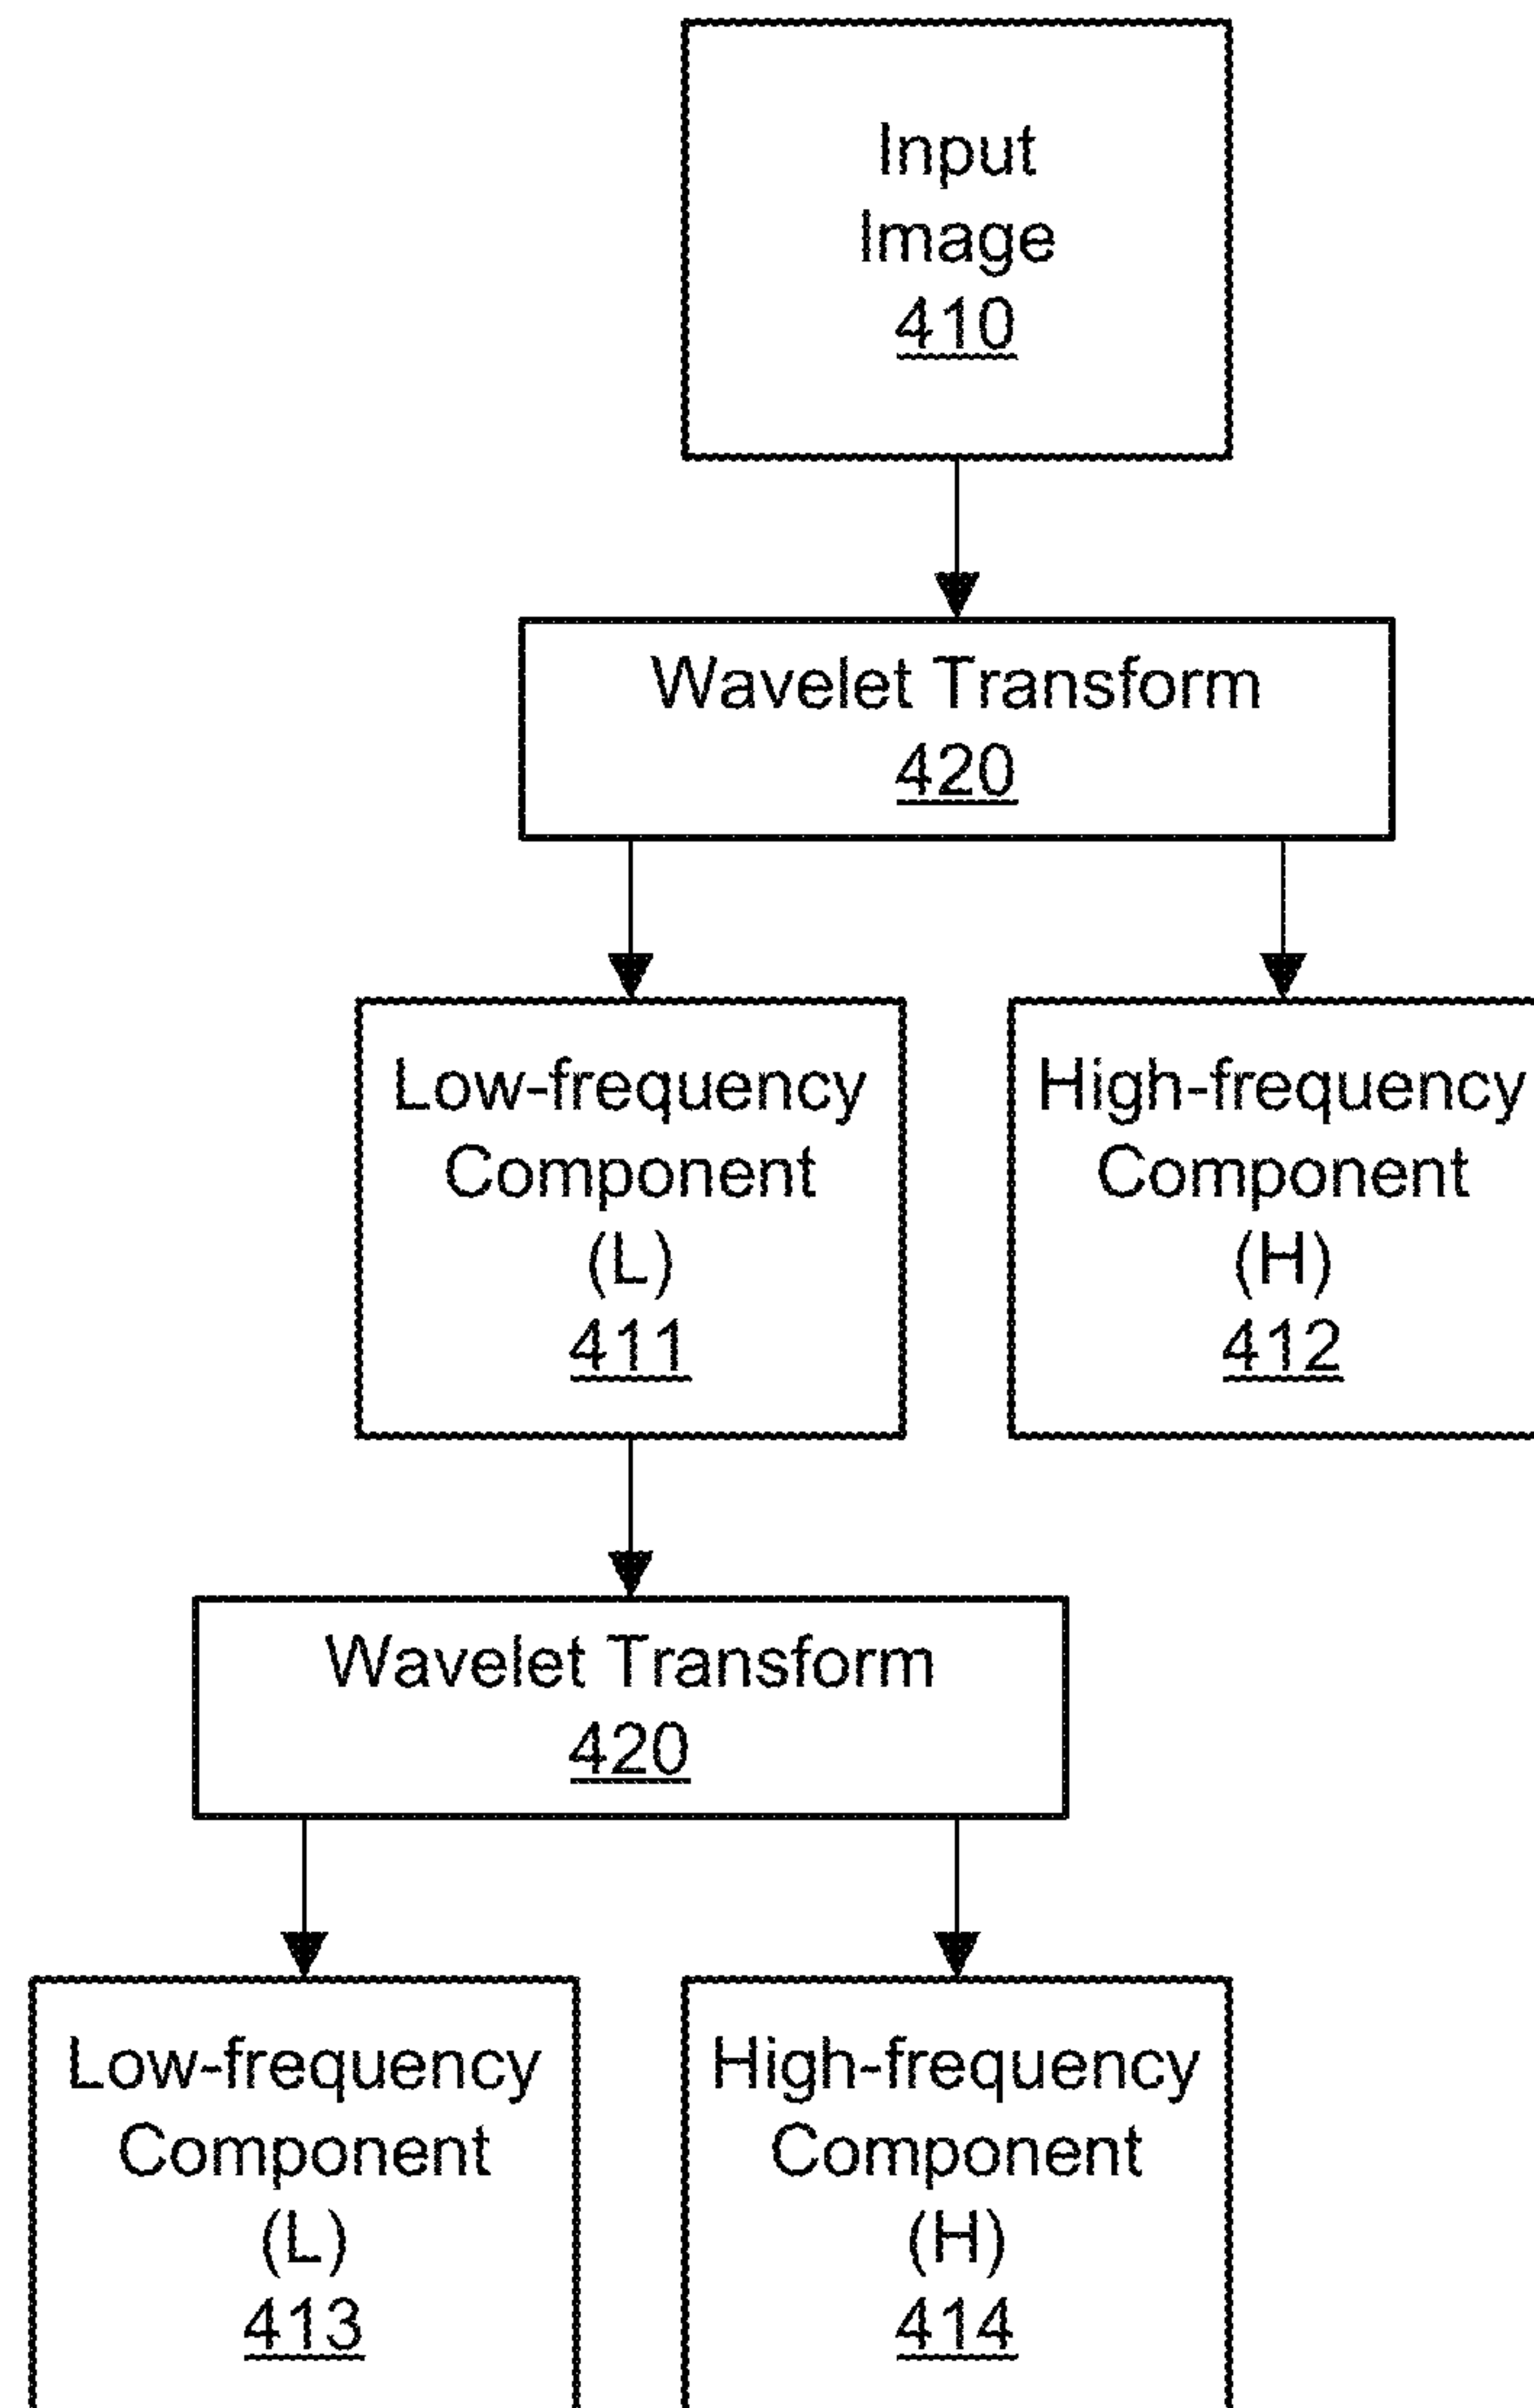 Input
Image
410
Wavelet Transform
420
Low-frequency
Component
(L)
411
High-frequency
Component
(H)
412
Wavelet Transform
420
Low-frequency
Component
(L)
413
High-frequency
Component
(H)
414